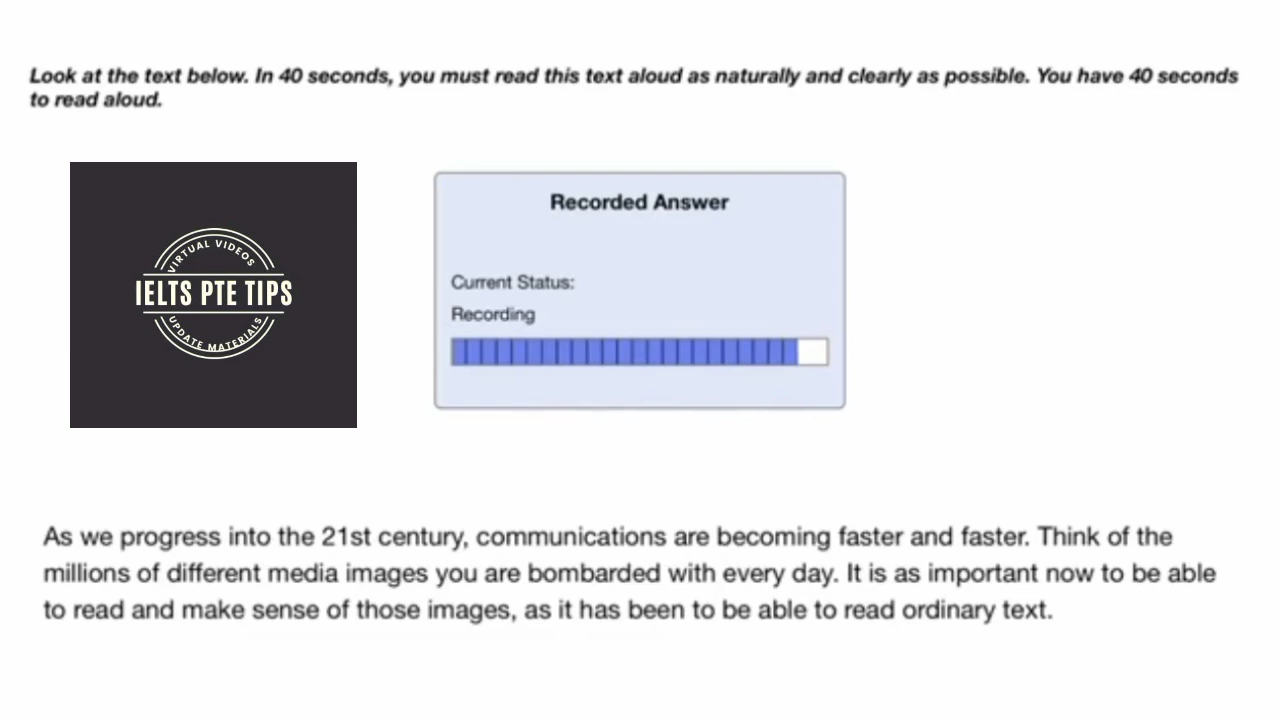 Look at the text below. In 40 seconds, you must read this text aloud as naturally and clearly as possible. You have 40 seconds
to read aloud.
VIRTUAL VIDEOS
IELTS PTE TIPS
UPDATE MATERIALS
Recorded Answer
Current Status:
Recording
As we progress into the 21st century, communications are becoming faster and faster. Think of the
millions of different media images you are bombarded with every day. It is as important now to be able
to read and make sense of those images, as it has been to be able to read ordinary text.